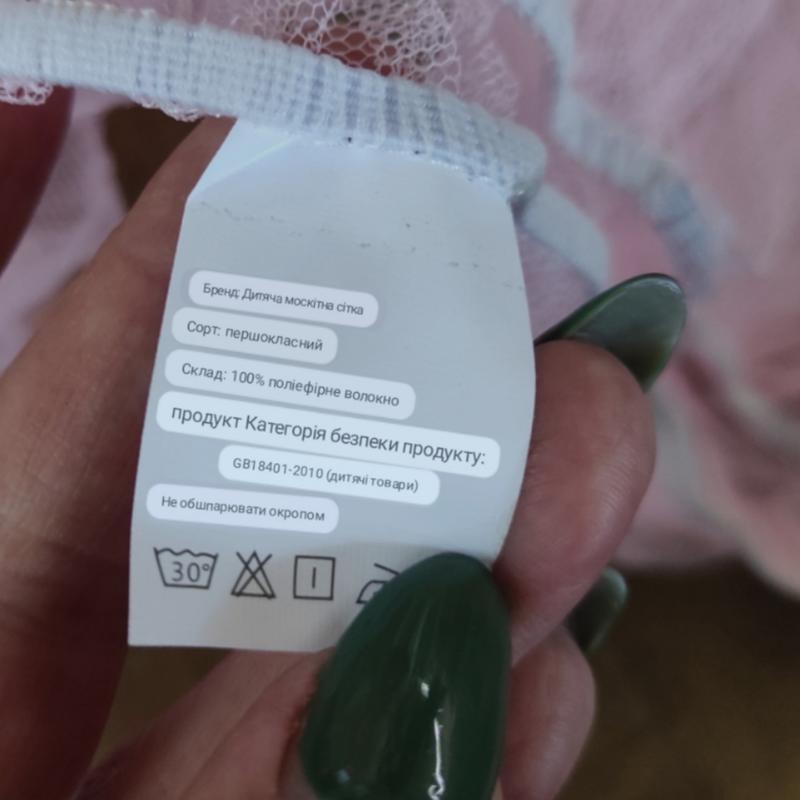 Бренд: Дитяча москітна сітка
Сорт: першокласний
Склад: 100% поліефірне волокно
продукт Категорія безпеки продукту:
GB18401-2010 (дитячі товари)
Не обшпарювати окропом
30°